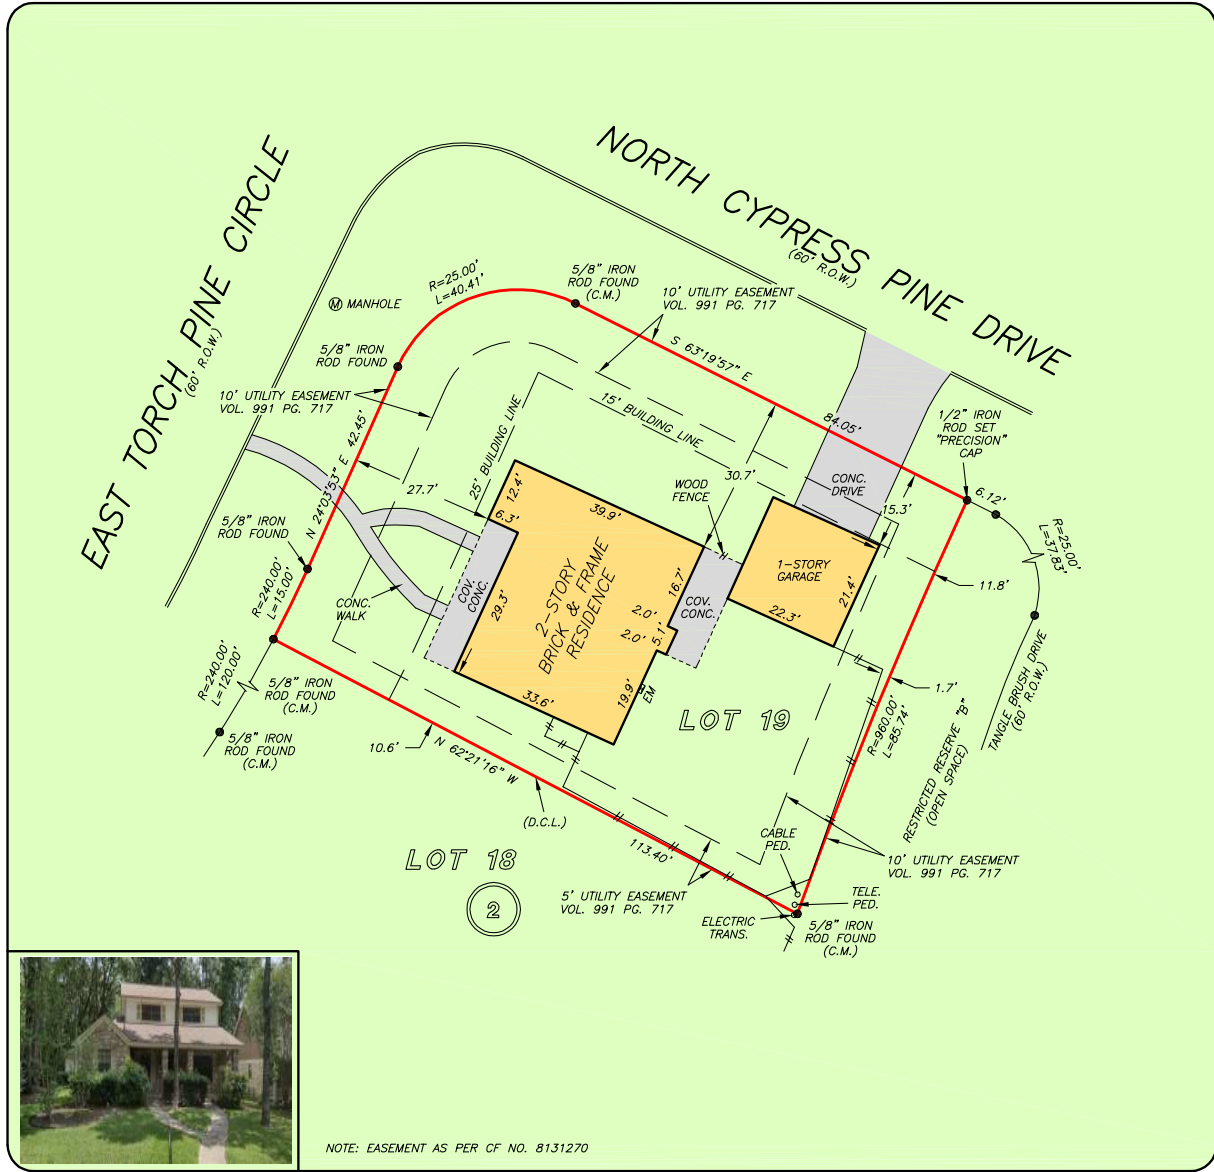 NORTH CYPRESS PINE DRIVE
(60' R.O.W.)
EAST TORCH PINE CIRCLE
(60' R.O.W.)
R=25.00'
L=40.41'
5/8" IRON
ROD FOUND
(C.M.)
10' UTILITY EASEMENT
VOL. 991 PG. 717
M MANHOLE
S 63°19'57" E
84.05'
5/8" IRON
ROD FOUND
10' UTILITY EASEMENT
VOL. 991 PG. 717
15' BUILDING LINE
25' BUILDING LINE
1/2" IRON
ROD SET
"PRECISION"
CAP
6.12'
R=25.00'
L=37.83'
N 24°03'53" E 42.45'
27.7'
30.7'
WOOD
FENCE
CONC.
DRIVE
15.3'
12.4'
6.3'
39.9'
5/8" IRON
ROD FOUND
R=240.00'
L=15.00'
CONC.
WALK
COV.
CONC.
29.3'
2-STORY
BRICK & FRAME
RESIDENCE
16.7'
2.0'
2.0'
5.1'
COV.
CONC.
1-STORY
GARAGE
22.3'
21.4'
11.8'
R=240.00'
L=120.00'
5/8" IRON
ROD FOUND
(C.M.)
5/8" IRON
ROD FOUND
(C.M.)
33.6'
19.9'
EM
LOT 19
1.7'
R=960.00'
L=85.74'
RESTRICTED RESERVE "B"
(OPEN SPACE)
TANGLE BRUSH DRIVE
(60' R.O.W.)
10.6'
N 62°21'16" W
113.40'
(D.C.L.)
LOT 18
2
5' UTILITY EASEMENT
VOL. 991 PG. 717
CABLE
PED.
10' UTILITY EASEMENT
VOL. 991 PG. 717
TELE.
PED.
ELECTRIC
TRANS.
5/8" IRON
ROD FOUND
(C.M.)
NOTE: EASEMENT AS PER CF NO. 8131270